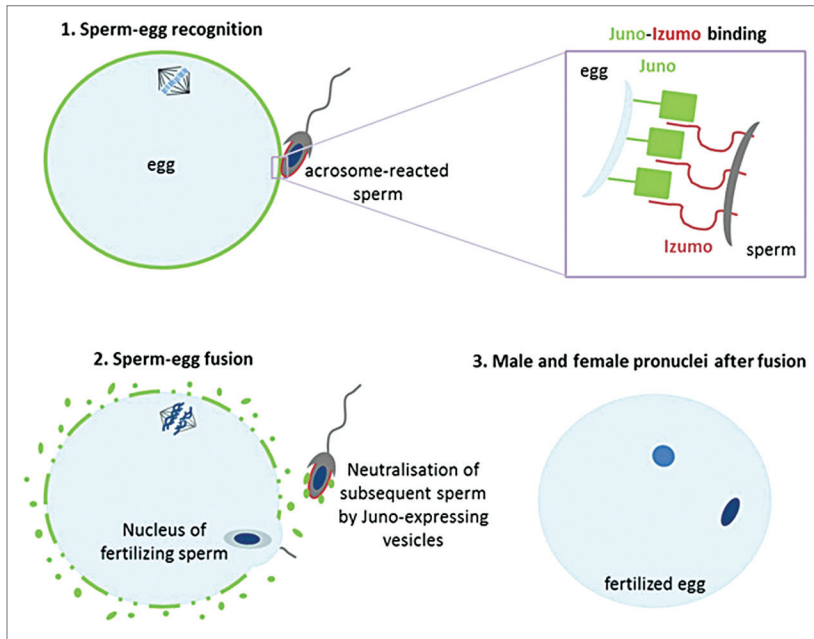 1. Sperm-egg recognition
egg
acrosome-reacted
sperm
Juno-Izumo binding
egg
Juno
Izumo
sperm
2. Sperm-egg fusion
Nucleus of
fertilizing sperm
Neutralisation of
subsequent sperm
by Juno-expressing
vesicles
3. Male and female pronuclei after fusion
fertilized egg